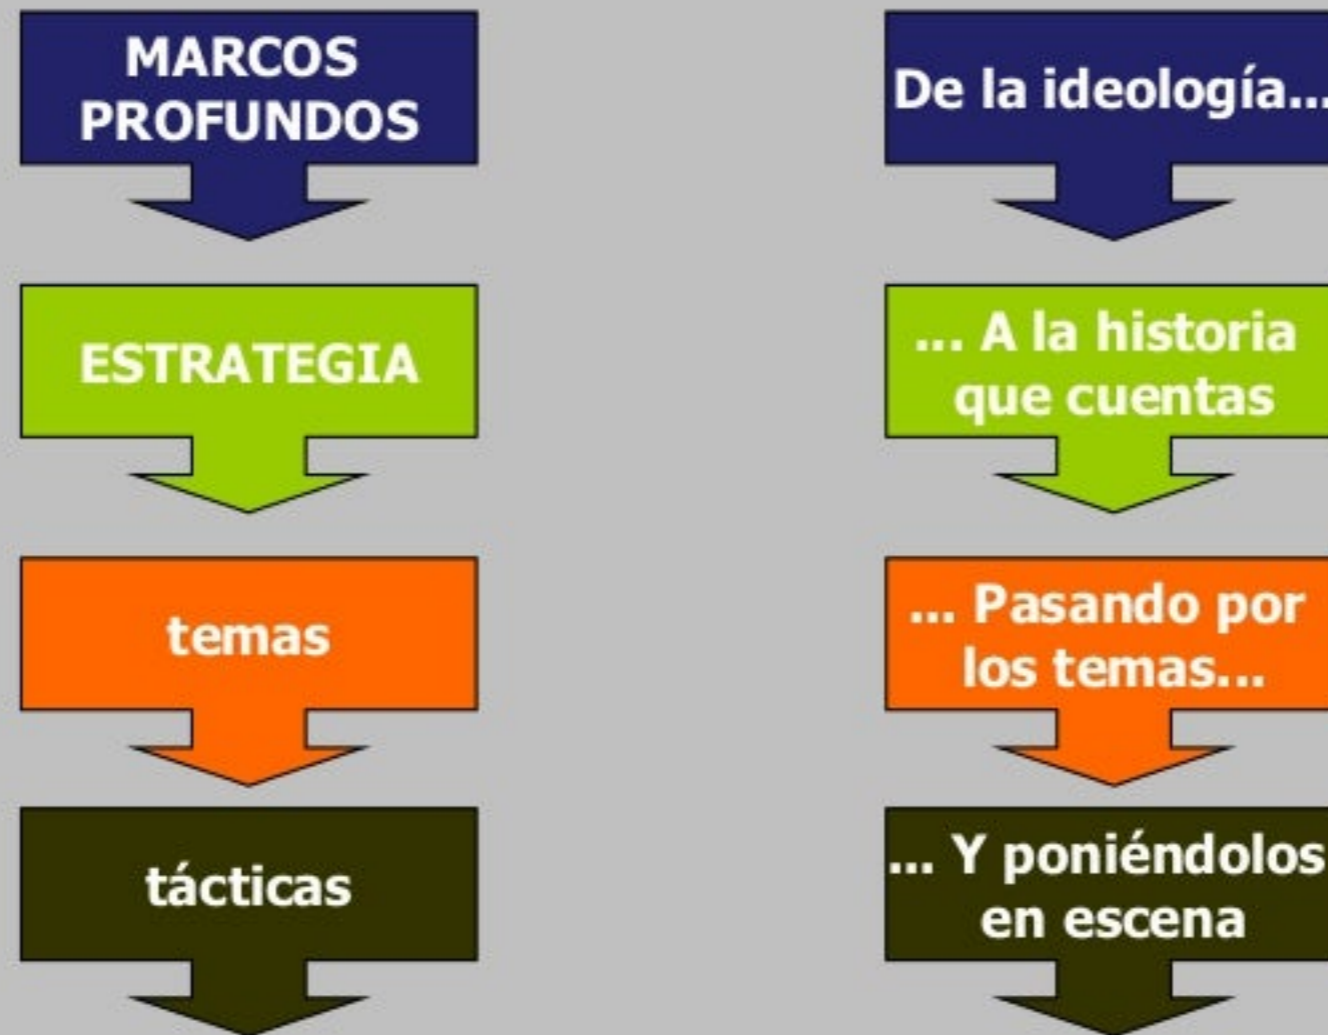 MARCOS
PROFUNDOS
De la ideología...
ESTRATEGIA
... A la historia
que cuentas
temas
... Pasando por
los temas...
tácticas
... Y poniéndolos
en escena